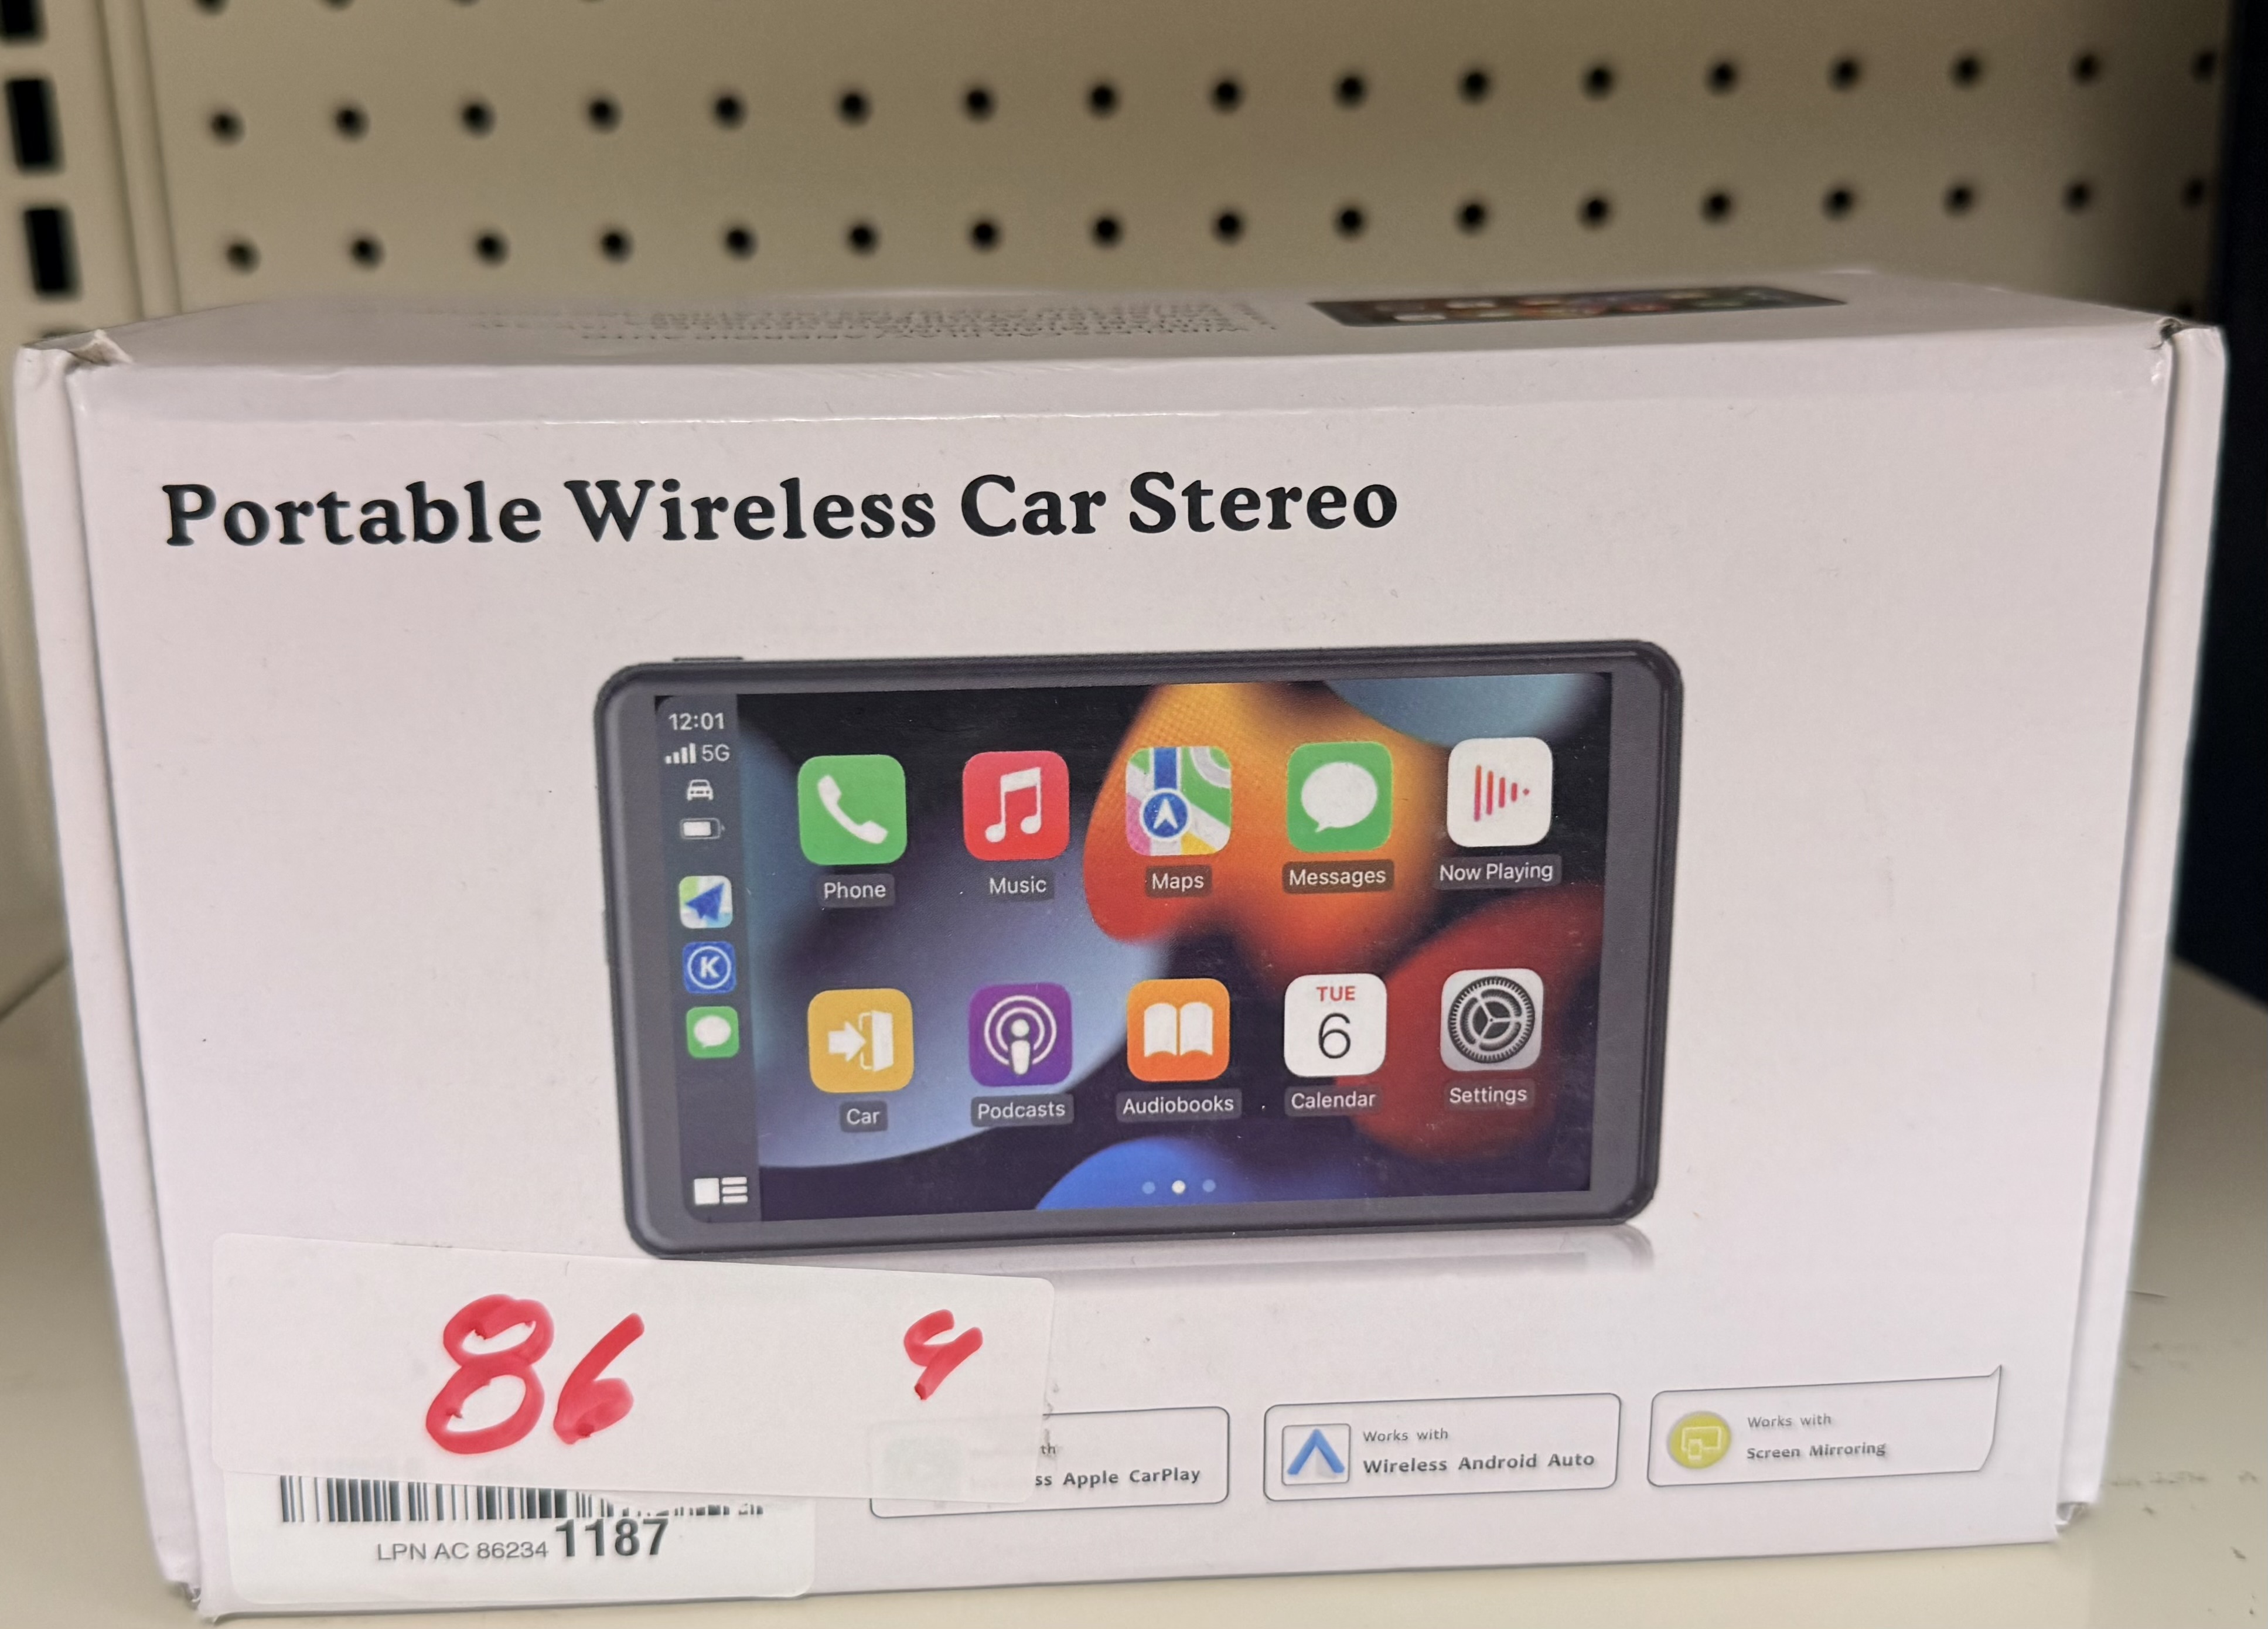 Portable Wireless Car Stereo
12:01
5G
Phone
Music
Maps
Messages
Now Playing
K
TUE
6
Car
Podcasts
Audiobooks
Calendar
Settings
86 4
th
ss Apple CarPlay
Works with
Wireless Android Auto
Works with
Screen Mirroring
LPN AC 86234 1187